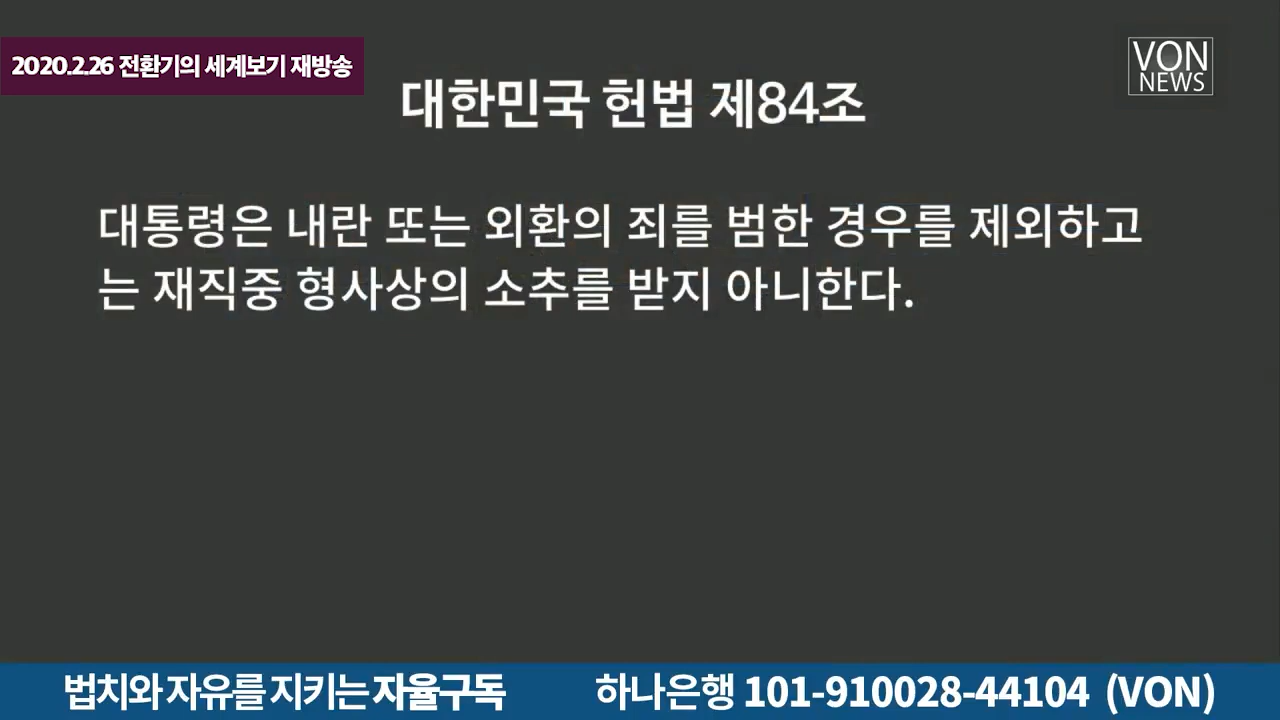 2020.2.26 전환기의 세계보기 재방송
VON
NEWS
대한민국 헌법 제84조
대통령은 내란 또는 외환의 죄를 범한 경우를 제외하고
는 재직중 형사상의 소추를 받지 아니한다.
법치와 자유를 지키는 자율구독 하나은행 101-910028-44104 (VON)